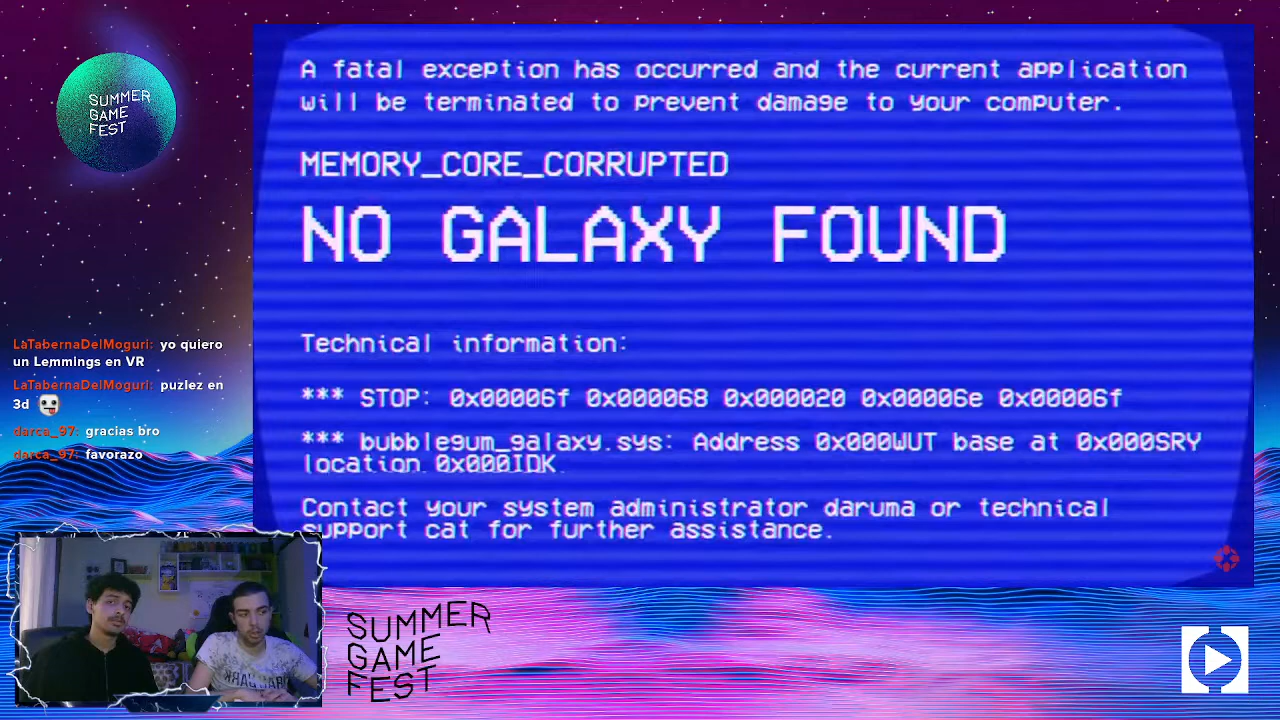 SUMMER
GAME
FEST
A fatal exception has occurred and the current application
will be terminated to prevent damage to your computer.
MEMORY_CORE_CORRUPTED
NO GALAXY FOUND
Technical information:
*** STOP: 0x00006f 0x000068 0x000020 0x00006e 0x00006f
*** bubblegum_galaxy.sys: Address 0x000WUT base at 0x000SRY
location 0x000IDK
Contact your system administrator daruma or technical
support cat for further assistance.
LaTabernaDelMoguri: yo quiero
un Lemmings en VR
LaTabernaDelMoguri: puzlez en
3d
darca_97: gracias bro
darca_97: favorazo
SUMMER
GAME
FEST